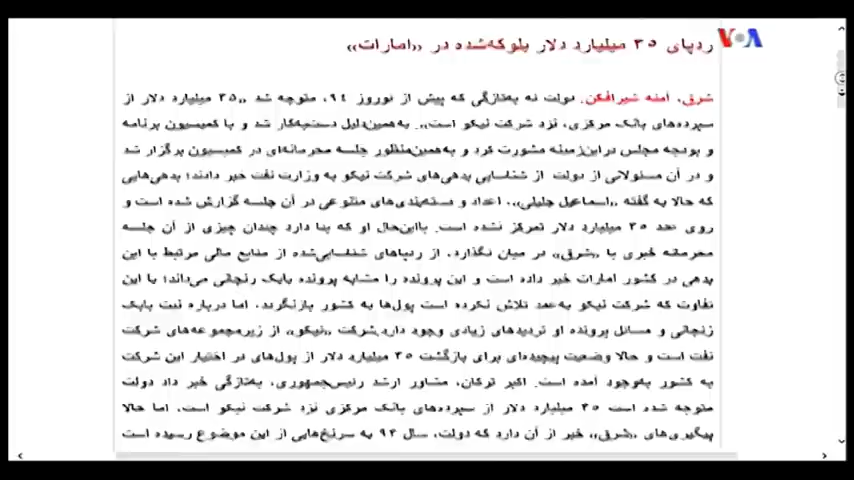 VOA
ردپای ۳۵ میلیارد دلار بلوکه‌شده در «امارات»
شرق، آمنه شیرافکن: دولت نه به‌تازگی که پیش از نوروز ۹۴، متوجه شد «۳۵ میلیارد دلار از
سپرده‌های بانک مرکزی، نزد شرکت نیکو است». به‌همین‌دلیل دست‌به‌کار شد و با کمیسیون برنامه
و بودجه مجلس دراین‌زمینه مشورت کرد و به‌همین‌منظور جلسه محرمانه‌ای در کمیسیون برگزار شد
و در آن مسئولانی از دولت از شناسایی بدهی‌های شرکت نیکو به وزارت نفت خبر دادند؛ بدهی‌هایی
که حالا به گفته «اسماعیل جلیلی»، اعداد و دسته‌بندی‌های متنوعی در آن جلسه گزارش شده است و
روی عدد ۳۵ میلیارد دلار تمرکز نشده است. بااین‌حال او که بنا دارد چندان چیزی از آن جلسه
محرمانه خبری با «شرق» در میان نگذارد، از ردپاهای شناسایی‌شده از منابع مالی مرتبط با این
بدهی در کشور امارات خبر داده است و این پرونده را مشابه پرونده بابک زنجانی می‌داند؛ با این
تفاوت که شرکت نیکو به‌عمد تلاش نکرده است پول‌ها به کشور بازنگردند، اما درباره نیت بابک
زنجانی و مسائل پرونده او تردیدهای زیادی وجود دارد.شرکت «نیکو» از زیرمجموعه‌های شرکت
نفت است و حالا وضعیت پیچیده‌ای برای بازگشت ۳۵ میلیارد دلار از پول‌های در اختیار این شرکت
به کشور به‌وجود آمده است. اکبر ترکان، مشاور ارشد رئیس‌جمهوری، به‌تازگی خبر داد دولت
متوجه شده است ۳۵ میلیارد دلار از سپرده‌های بانک مرکزی نزد شرکت نیکو است، اما حالا
پیگیری‌های «شرق» خبر از آن دارد که دولت، سال ۹۳ به سرنخ‌هایی از این موضوع رسیده است